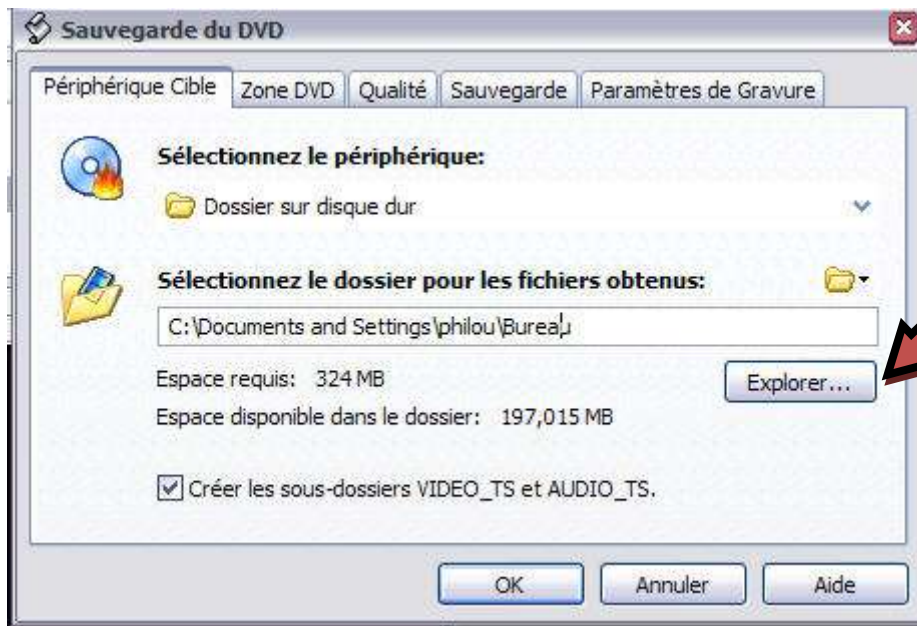 Sauvegarde du DVD
Périphérique Cible Zone DVD Qualité Sauvegarde Paramètres de Gravure
Sélectionnez le périphérique:
Dossier sur disque dur
Sélectionnez le dossier pour les fichiers obtenus:
C:\Documents and Settings\philou\Bureau
Espace requis: 324 MB
Explorer...
Espace disponible dans le dossier: 197,015 MB
Créer les sous-dossiers VIDEO_TS et AUDIO_TS.
OK Annuler Aide